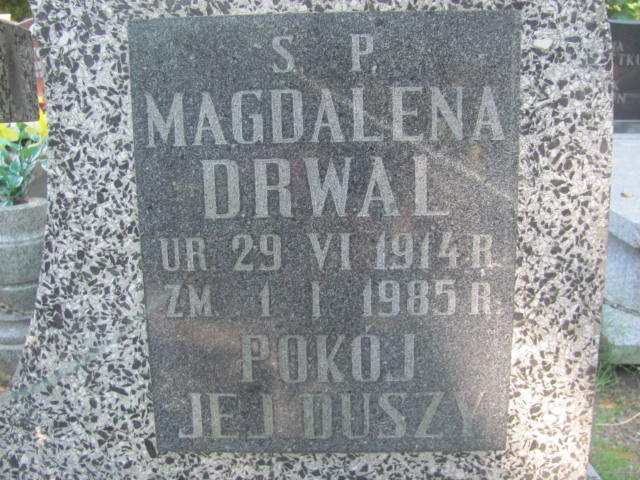 S. P.
MAGDALENA
DRWAL
UR. 29 VI 1914 R.
ZM. 1 I 1985 R.
POKÓJ
JEJ DUSZY